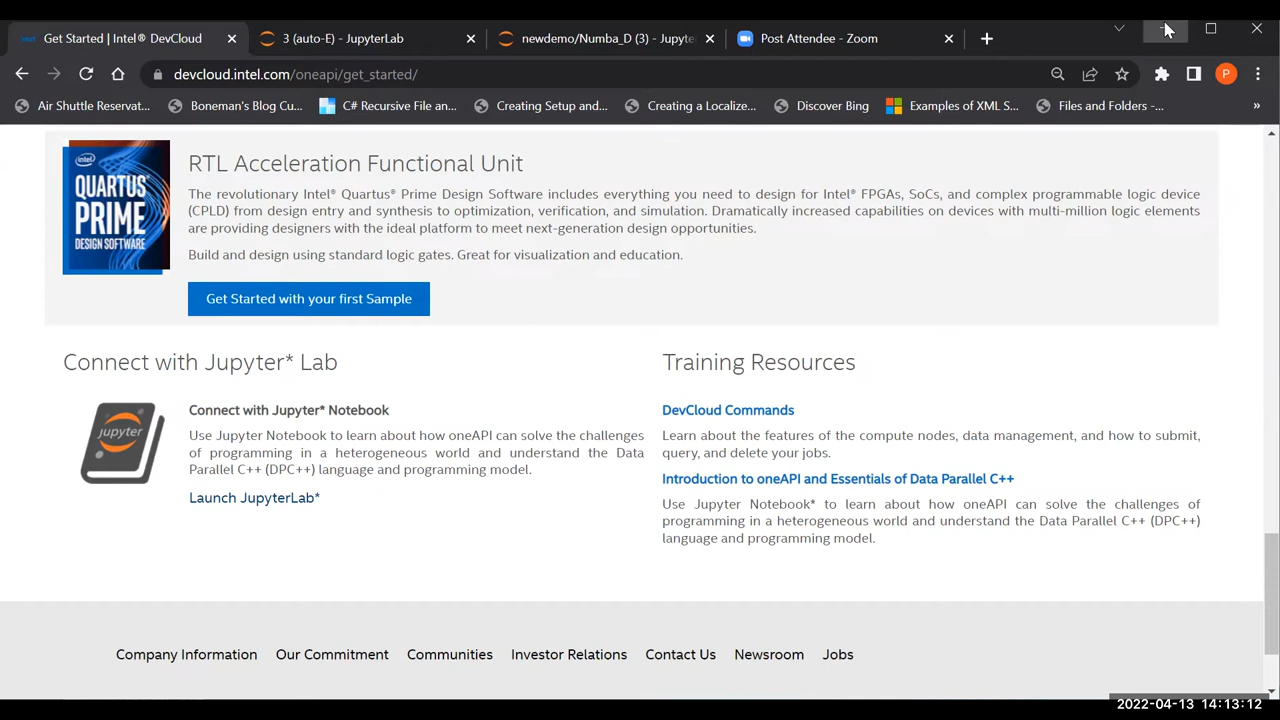 Get Started | Intel® DevCloud
3 (auto-E) - JupyterLab
newdemo/Numba_D (3) - Jupyte
Post Attendee - Zoom
devcloud.intel.com/oneapi/get_started/
P
Air Shuttle Reservat...
Boneman's Blog Cu...
C# Recursive File an...
Creating Setup and...
Creating a Localize...
Discover Bing
Examples of XML S...
Files and Folders -...
»
intel
QUARTUS
PRIME
DESIGN SOFTWARE
RTL Acceleration Functional Unit
The revolutionary Intel® Quartus® Prime Design Software includes everything you need to design for Intel® FPGAs, SoCs, and complex programmable logic device
(CPLD) from design entry and synthesis to optimization, verification, and simulation. Dramatically increased capabilities on devices with multi-million logic elements
are providing designers with the ideal platform to meet next-generation design opportunities.
Build and design using standard logic gates. Great for visualization and education.
Get Started with your first Sample
Connect with Jupyter* Lab
jupyter
Connect with Jupyter* Notebook
Use Jupyter Notebook to learn about how oneAPI can solve the challenges
of programming in a heterogeneous world and understand the Data
Parallel C++ (DPC++) language and programming model.
Launch JupyterLab*
Training Resources
DevCloud Commands
Learn about the features of the compute nodes, data management, and how to submit,
query, and delete your jobs.
Introduction to oneAPI and Essentials of Data Parallel C++
Use Jupyter Notebook* to learn about how oneAPI can solve the challenges of
programming in a heterogeneous world and understand the Data Parallel C++ (DPC++)
language and programming model.
Company Information
Our Commitment
Communities
Investor Relations
Contact Us
Newsroom
Jobs
2022-04-13 14:13:12